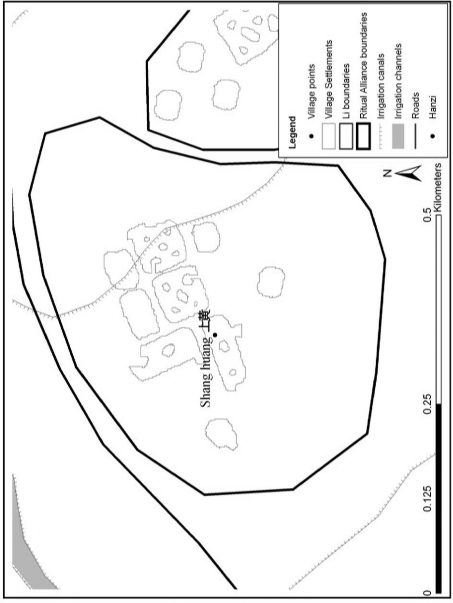 Legend
Village points
Village Settlements
Li boundaries
Ritual Alliance boundaries
Irrigation canals
Irrigation channels
Roads
Hanzi
N
Shang huang 上黄
0 0.125 0.25 0.5
Kilometers